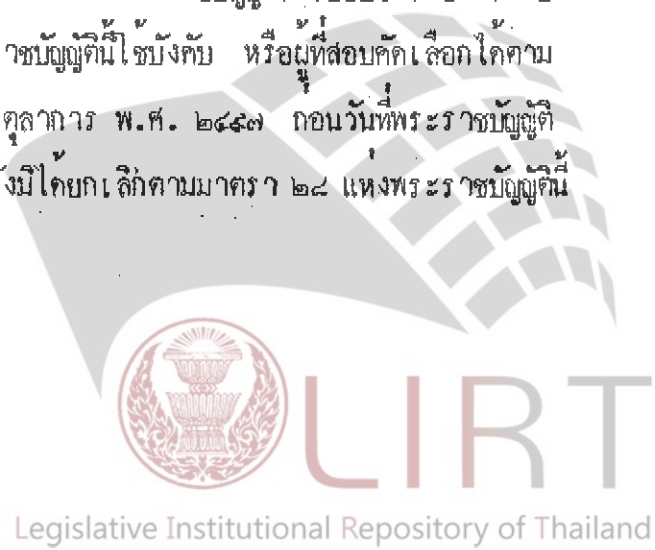 าชบัญญัตินี้ใช้บังคับ หรือผู้ที่สอบคัดเลือกได้ตาม
ตุลาการ พ.ศ. ๒๔๙๗ ก่อนวันที่พระราชบัญญัติ
ังมิได้ยกเลิกตามมาตรา ๒๘ แห่งพระราชบัญญัตินี้
LIRT
Legislative Institutional Repository of Thailand